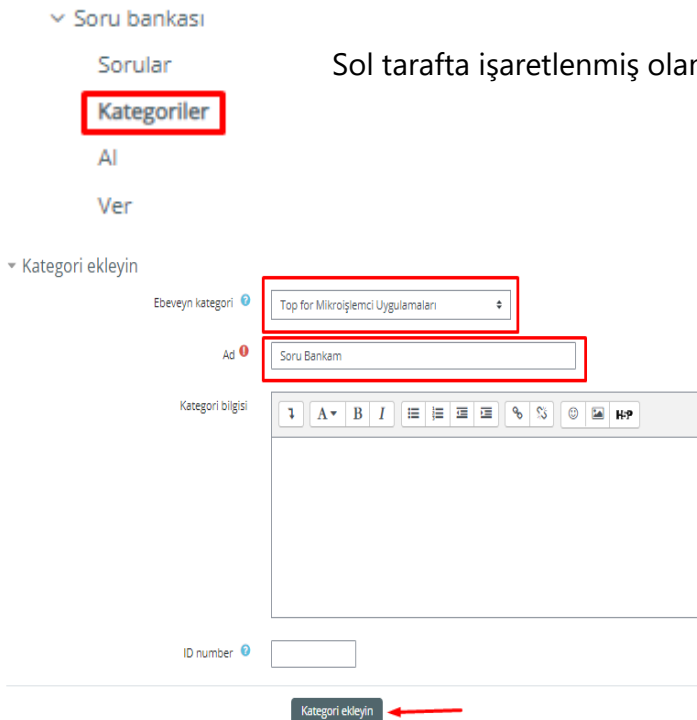 Soru bankası
Sorular
Sol tarafta işaretlenmiş
Kategoriler
Al
Ver
Kategori ekleyin
Ebeveyn kategori
Top for Mikroişlemci Uygulamaları
Ad
Soru Bankam
Kategori bilgisi
A B I H-P
ID number
Kategori ekleyin